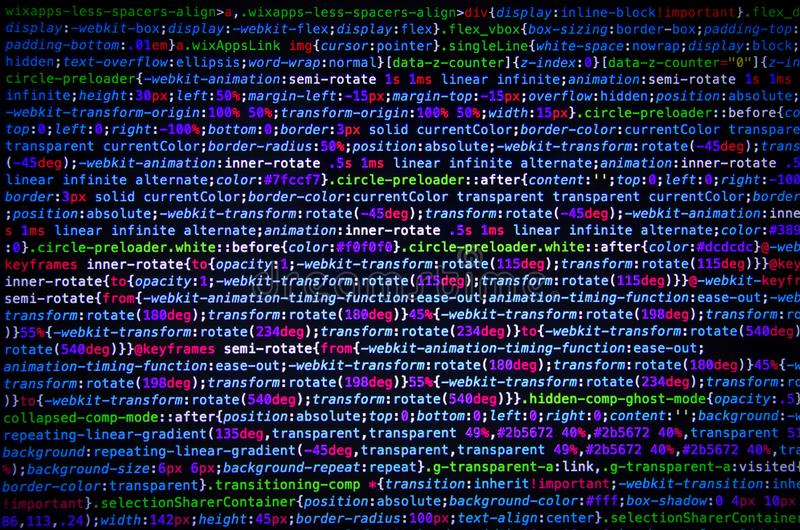 wixapps-less-spacers-align>a,.wixapps-less-spacers-align>div{display:inline-block!important}.flex_d
display:-webkit-box;display:-webkit-flex;display:flex}.flex_vbox{box-sizing:border-box;padding-top:
padding-bottom:.01em}a.wixAppsLink img{cursor:pointer}.singleLine{white-space:nowrap;display:block;
hidden;text-overflow:ellipsis;word-wrap:normal}[data-z-counter]{z-index:0}[data-z-counter="0"]{z-in
circle-preloader{-webkit-animation:semi-rotate 1s 1ms linear infinite;animation:semi-rotate 1s 1ms
infinite;height:30px;left:50%;margin-left:-15px;margin-top:-15px;overflow:hidden;position:absolute;
-webkit-transform-origin:100% 50%;transform-origin:100% 50%;width:15px}.circle-preloader::before{co
top:0;left:0;right:-100%;bottom:0;border:3px solid currentColor;border-color:currentColor transpare
transparent currentColor;border-radius:50%;position:absolute;-webkit-transform:rotate(-45deg);trans
(-45deg);-webkit-animation:inner-rotate .5s 1ms linear infinite alternate;animation:inner-rotate .5
linear infinite alternate;color:#7fccf7}.circle-preloader::after{content:'';top:0;left:0;right:-100
border:3px solid currentColor;border-color:currentColor transparent transparent currentColor;border
;position:absolute;-webkit-transform:rotate(-45deg);transform:rotate(-45deg);-webkit-animation:inn
s 1ms linear infinite alternate;animation:inner-rotate .5s 1ms linear infinite alternate;color:#389
:0}.circle-preloader.white::before{color:#f0f0f0}.circle-preloader.white::after{color:#dcdcdc}@-we
keyframes inner-rotate{to{opacity:1;-webkit-transform:rotate(115deg);transform:rotate(115deg)}}@key
inner-rotate{to{opacity:1;-webkit-transform:rotate(115deg);transform:rotate(115deg)}}@-webkit-keyfr
semi-rotate{from{-webkit-animation-timing-function:ease-out;animation-timing-function:ease-out;-we
transform:rotate(180deg);transform:rotate(180deg)}45%{-webkit-transform:rotate(198deg);transform:ro
)}55%{-webkit-transform:rotate(234deg);transform:rotate(234deg)}to{-webkit-transform:rotate(540deg)
rotate(540deg)}}@keyframes semi-rotate{from{-webkit-animation-timing-function:ease-out;
animation-timing-function:ease-out;-webkit-transform:rotate(180deg);transform:rotate(180deg)}45%{-w
transform:rotate(198deg);transform:rotate(198deg)}55%{-webkit-transform:rotate(234deg);transform:ro
)}to{-webkit-transform:rotate(540deg);transform:rotate(540deg)}}.hidden-comp-ghost-mode{opacity:.5}
collapsed-comp-mode::after{position:absolute;top:0;bottom:0;left:0;right:0;content:'';background:-w
repeating-linear-gradient(135deg,transparent,transparent 49%,#2b5672 40%,#2b5672 40%,transparent 51
background:repeating-linear-gradient(-45deg,transparent,transparent 49%,#2b5672 40%,#2b5672 40%,tra
%);background-size:6px 6px;background-repeat:repeat}.g-transparent-a:link,.g-transparent-a:visited{
border-color:transparent}.transitioning-comp *{transition:inherit!important;-webkit-transition:inh
!important}.selectionSharerContainer{position:absolute;background-color:#fff;box-shadow:0 4px 10px
86,113,.24);width:142px;height:45px;border-radius:100px;text-align:center}
dreamstime